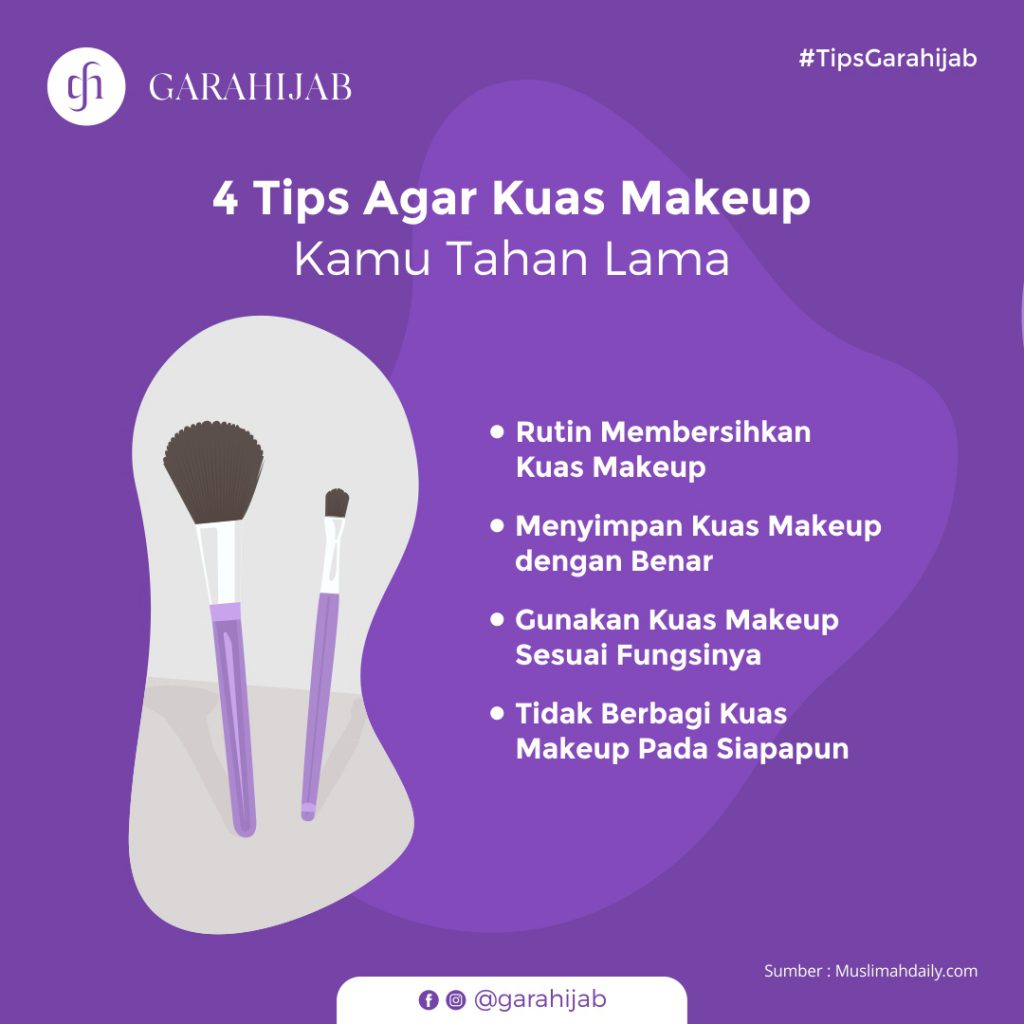 GARAHIJAB
#TipsGarahijab
4 Tips Agar Kuas Makeup
Kamu Tahan Lama
Rutin Membersihkan
Kuas Makeup
Menyimpan Kuas Makeup
dengan Benar
Gunakan Kuas Makeup
Sesuai Fungsinya
Tidak Berbagi Kuas
Makeup Pada Siapapun
Sumber : Muslimahdaily.com
@garahijab